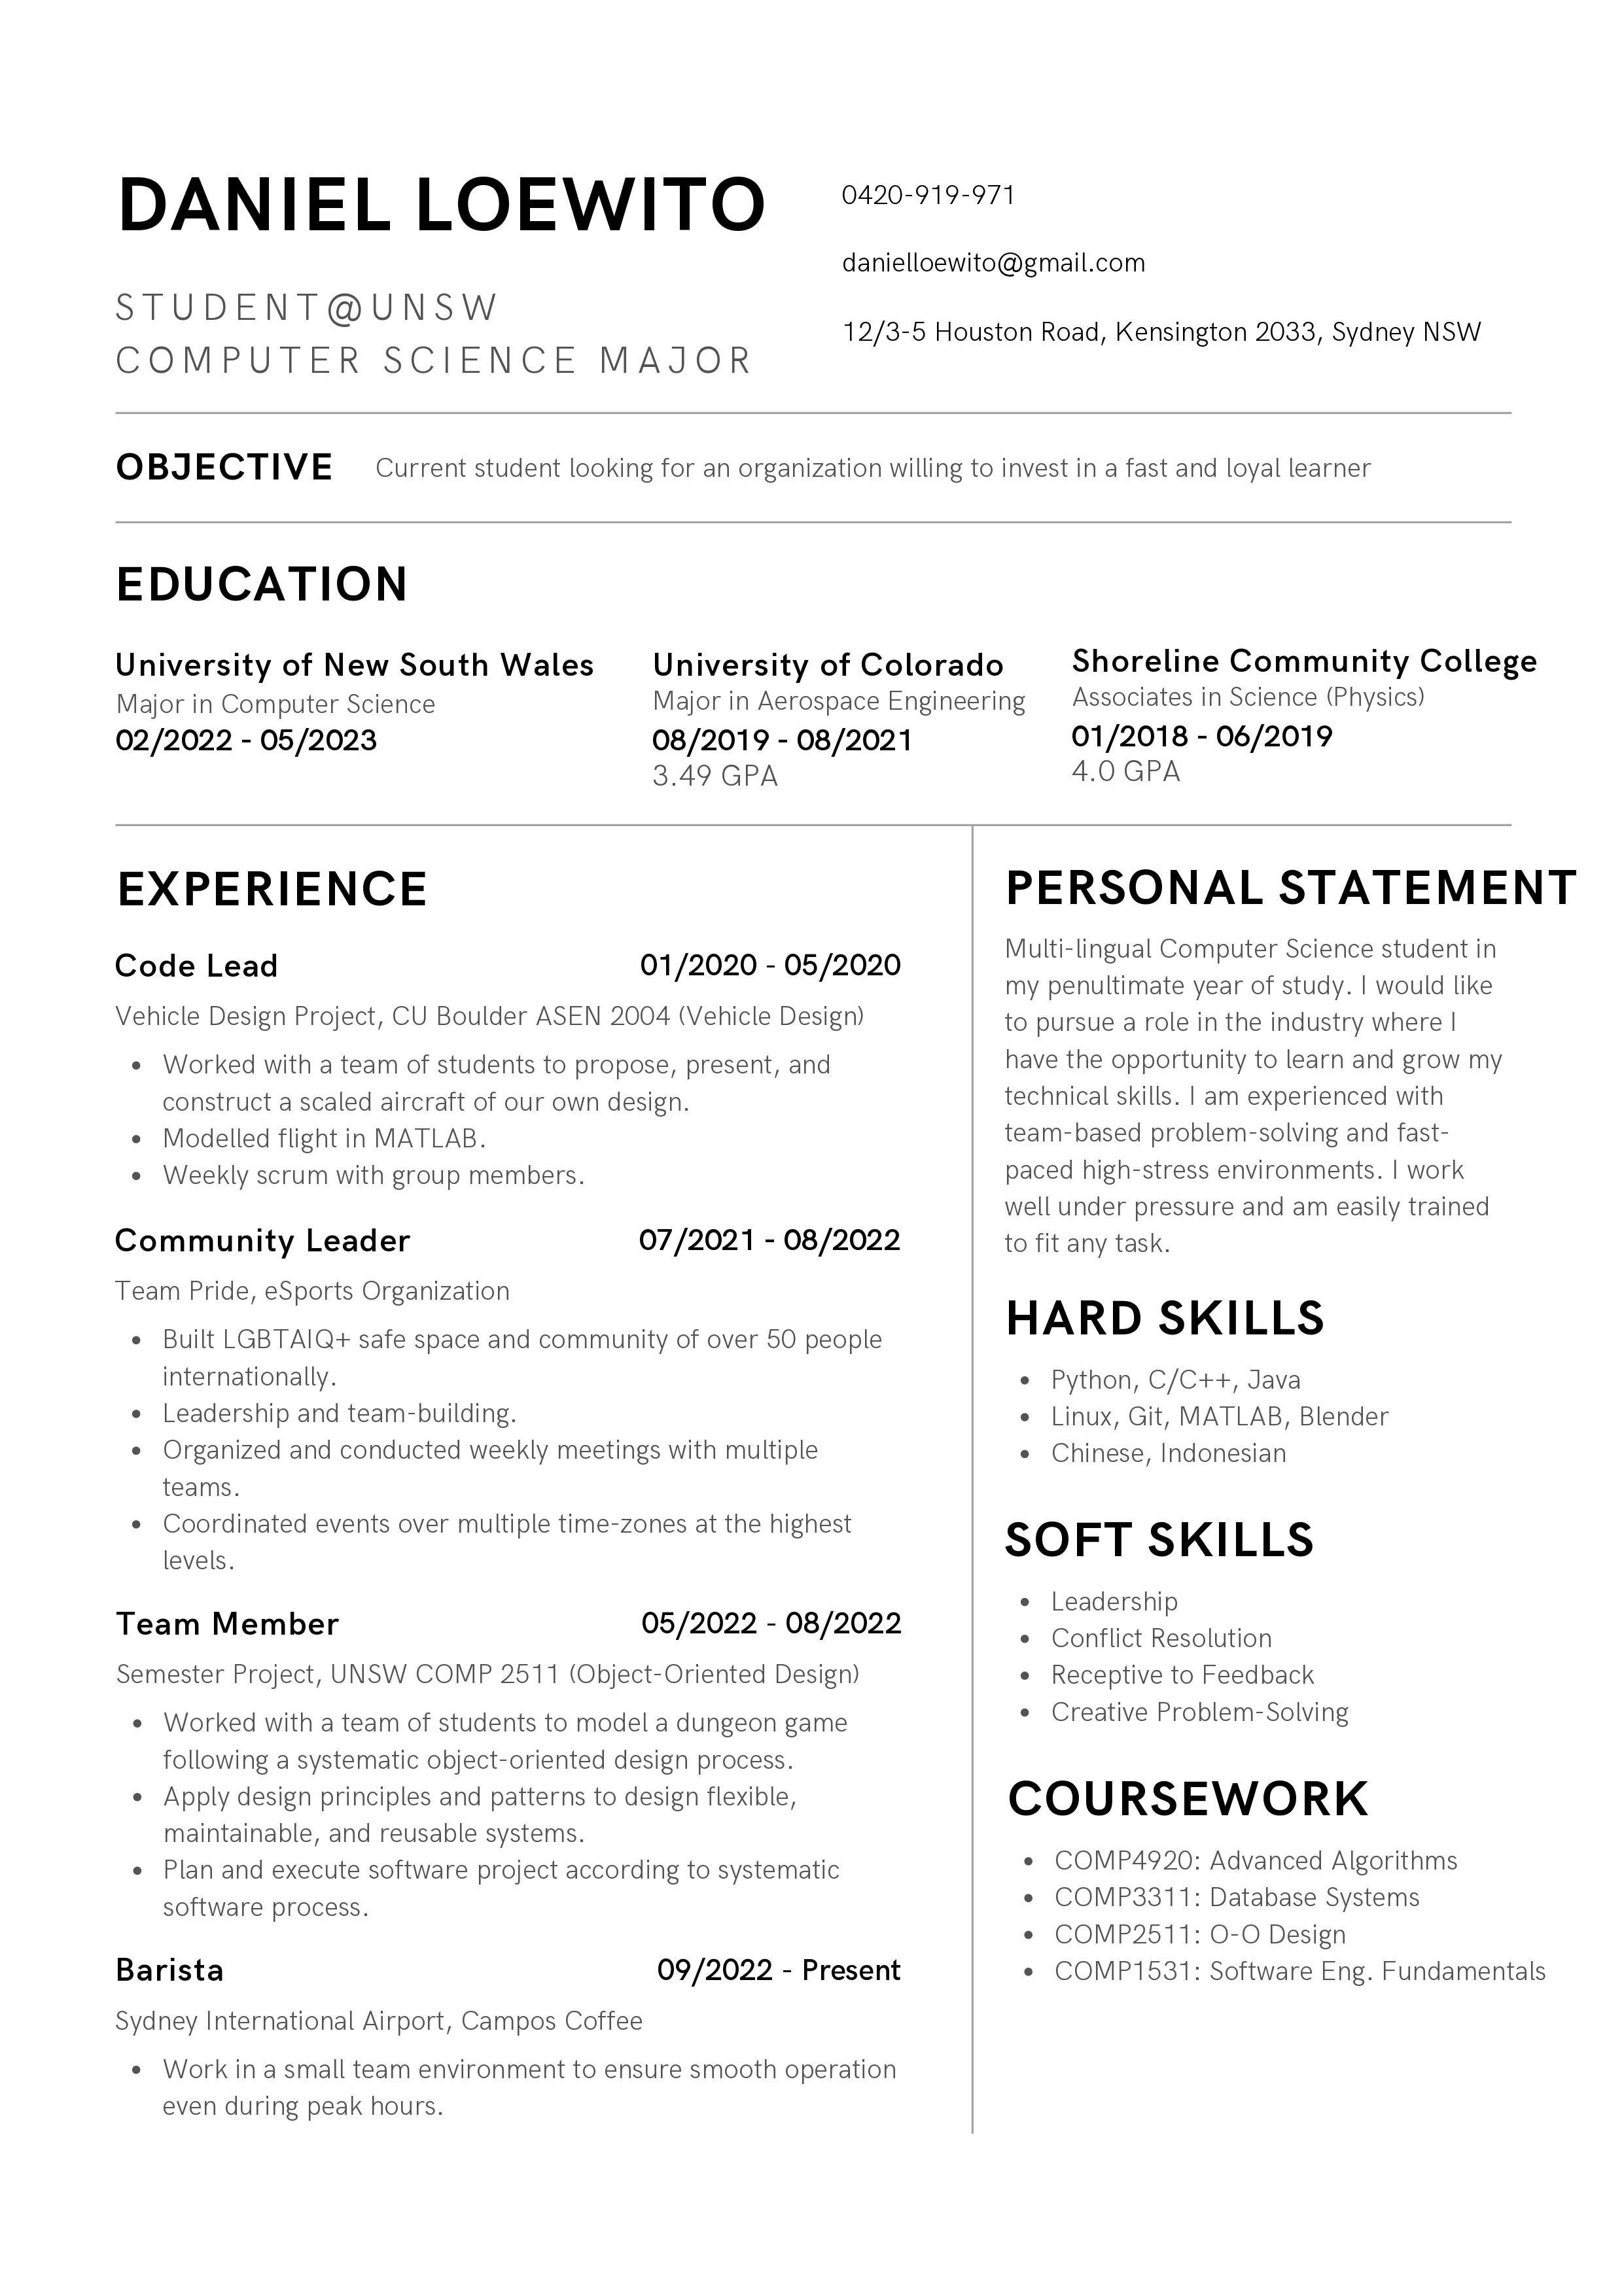 DANIEL LOEWITO
STUDENT@UNSW
COMPUTER SCIENCE MAJOR
0420-919-971
danielloewito@gmail.com
12/3-5 Houston Road, Kensington 2033, Sydney NSW
OBJECTIVE
Current student looking for an organization willing to invest in a fast and loyal learner
EDUCATION
University of New South Wales
Major in Computer Science
02/2022 - 05/2023
University of Colorado
Major in Aerospace Engineering
08/2019 - 08/2021
3.49 GPA
Shoreline Community College
Associates in Science (Physics)
01/2018 - 06/2019
4.0 GPA
EXPERIENCE
Code Lead 01/2020 - 05/2020
Vehicle Design Project, CU Boulder ASEN 2004 (Vehicle Design)
• Worked with a team of students to propose, present, and
construct a scaled aircraft of our own design.
• Modelled flight in MATLAB.
• Weekly scrum with group members.
Community Leader 07/2021 - 08/2022
Team Pride, eSports Organization
• Built LGBTAIQ+ safe space and community of over 50 people
internationally.
• Leadership and team-building.
• Organized and conducted weekly meetings with multiple
teams.
• Coordinated events over multiple time-zones at the highest
levels.
Team Member 05/2022 - 08/2022
Semester Project, UNSW COMP 2511 (Object-Oriented Design)
• Worked with a team of students to model a dungeon game
following a systematic object-oriented design process.
• Apply design principles and patterns to design flexible,
maintainable, and reusable systems.
• Plan and execute software project according to systematic
software process.
Barista 09/2022 - Present
Sydney International Airport, Campos Coffee
• Work in a small team environment to ensure smooth operation
even during peak hours.
PERSONAL STATEMENT
Multi-lingual Computer Science student in
my penultimate year of study. I would like
to pursue a role in the industry where I
have the opportunity to learn and grow my
technical skills. I am experienced with
team-based problem-solving and fast-
paced high-stress environments. I work
well under pressure and am easily trained
to fit any task.
HARD SKILLS
• Python, C/C++, Java
• Linux, Git, MATLAB, Blender
• Chinese, Indonesian
SOFT SKILLS
• Leadership
• Conflict Resolution
• Receptive to Feedback
• Creative Problem-Solving
COURSEWORK
• COMP4920: Advanced Algorithms
• COMP3311: Database Systems
• COMP2511: O-O Design
• COMP1531: Software Eng. Fundamentals